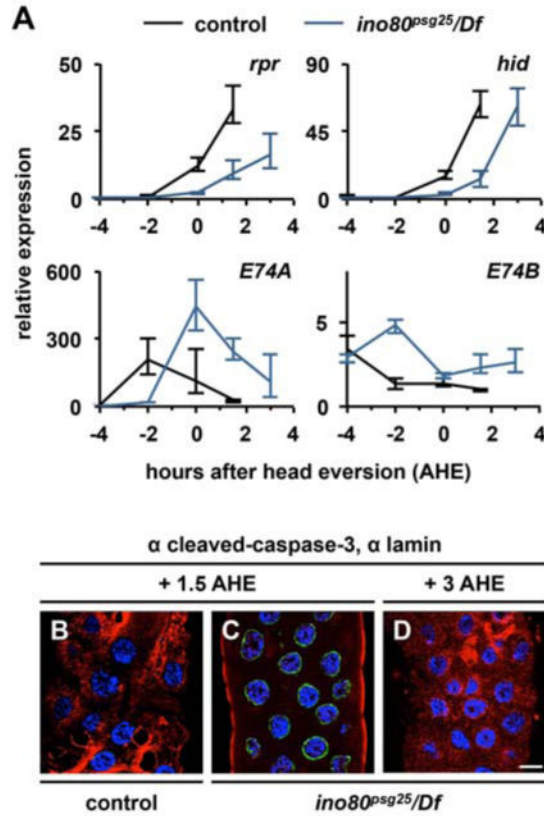 A
control ino80psg25/Df
50 rpr 90 hid
25 45
0 0
-4 -2 0 2 4 -4 -2 0 2 4
relative expression
600 E74A E74B
300 5
0 0
-4 -2 0 2 4 -4 -2 0 2 4
hours after head eversion (AHE)
α cleaved-caspase-3, α lamin
+ 1.5 AHE + 3 AHE
B C D
control ino80psg25/Df